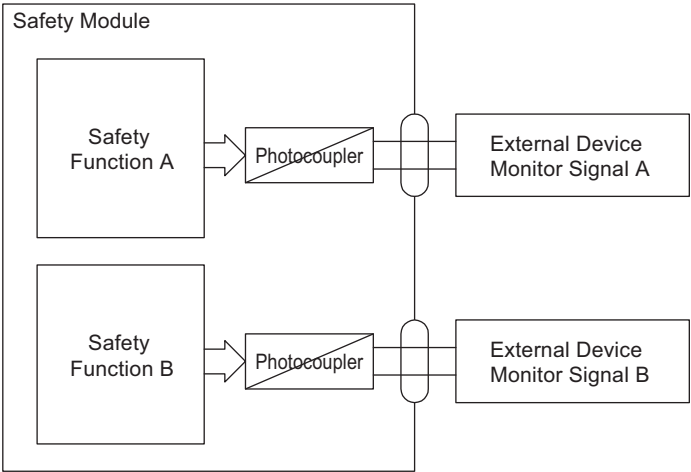 Safety Module
Safety
Function A
Photocoupler
External Device
Monitor Signal A
Safety
Function B
Photocoupler
External Device
Monitor Signal B